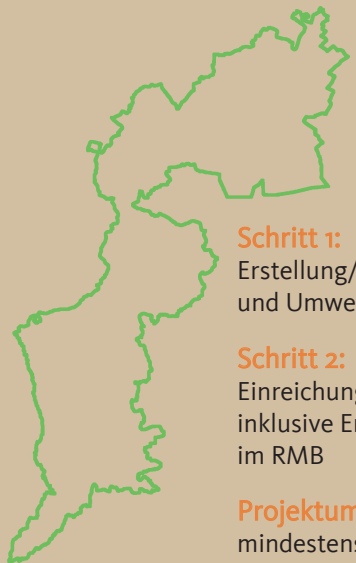 Schritt 1:
Erstellung/
und Umwe
Schritt 2:
Einreichung
inklusive Er
im RMB
Projektum
mindestens